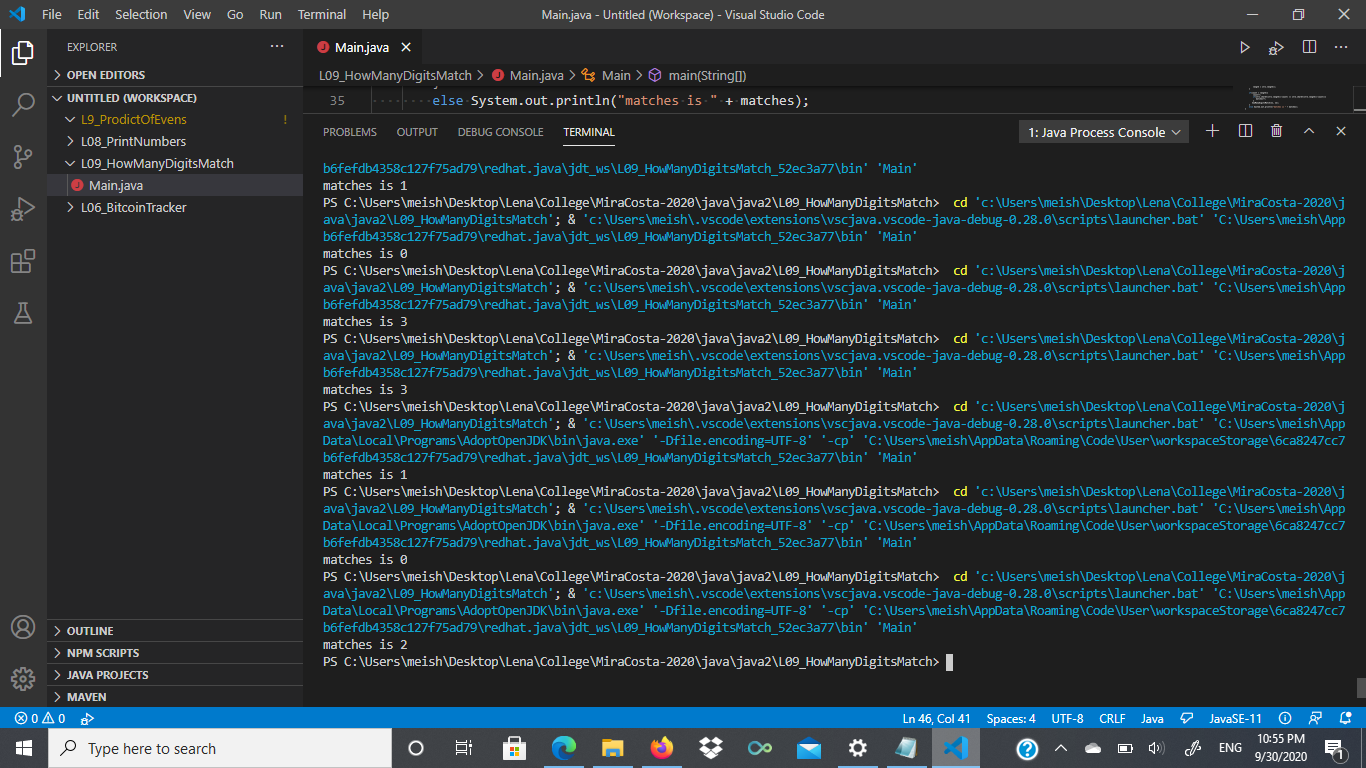 File Edit Selection View Go Run Terminal Help
Main.java - Untitled (Workspace) - Visual Studio Code
EXPLORER
OPEN EDITORS
UNTITLED (WORKSPACE)
L9_ProdictOfEvens !
L08_PrintNumbers
L09_HowManyDigitsMatch
Main.java
L06_BitcoinTracker
OUTLINE
NPM SCRIPTS
JAVA PROJECTS
MAVEN
Main.java
L09_HowManyDigitsMatch > Main.java > Main > main(String[])
35 else System.out.println("matches is " + matches);
PROBLEMS OUTPUT DEBUG CONSOLE TERMINAL
1: Java Process Console
b6fefdb4358c127f75ad79\redhat.java\jdt_ws\L09_HowManyDigitsMatch_52ec3a77\bin' 'Main'
matches is 1
PS C:\Users\meish\Desktop\Lena\College\MiraCosta-2020\java\java2\L09_HowManyDigitsMatch> cd 'c:\Users\meish\Desktop\Lena\College\MiraCosta-2020\j
ava\java2\L09_HowManyDigitsMatch'; & 'c:\Users\meish\.vscode\extensions\vscjava.vscode-java-debug-0.28.0\scripts\launcher.bat' 'C:\Users\meish\App
b6fefdb4358c127f75ad79\redhat.java\jdt_ws\L09_HowManyDigitsMatch_52ec3a77\bin' 'Main'
matches is 0
PS C:\Users\meish\Desktop\Lena\College\MiraCosta-2020\java\java2\L09_HowManyDigitsMatch> cd 'c:\Users\meish\Desktop\Lena\College\MiraCosta-2020\j
ava\java2\L09_HowManyDigitsMatch'; & 'c:\Users\meish\.vscode\extensions\vscjava.vscode-java-debug-0.28.0\scripts\launcher.bat' 'C:\Users\meish\App
b6fefdb4358c127f75ad79\redhat.java\jdt_ws\L09_HowManyDigitsMatch_52ec3a77\bin' 'Main'
matches is 3
PS C:\Users\meish\Desktop\Lena\College\MiraCosta-2020\java\java2\L09_HowManyDigitsMatch> cd 'c:\Users\meish\Desktop\Lena\College\MiraCosta-2020\j
ava\java2\L09_HowManyDigitsMatch'; & 'c:\Users\meish\.vscode\extensions\vscjava.vscode-java-debug-0.28.0\scripts\launcher.bat' 'C:\Users\meish\App
b6fefdb4358c127f75ad79\redhat.java\jdt_ws\L09_HowManyDigitsMatch_52ec3a77\bin' 'Main'
matches is 3
PS C:\Users\meish\Desktop\Lena\College\MiraCosta-2020\java\java2\L09_HowManyDigitsMatch> cd 'c:\Users\meish\Desktop\Lena\College\MiraCosta-2020\j
ava\java2\L09_HowManyDigitsMatch'; & 'c:\Users\meish\.vscode\extensions\vscjava.vscode-java-debug-0.28.0\scripts\launcher.bat' 'C:\Users\meish\App
Data\Local\Programs\AdoptOpenJDK\bin\java.exe' '-Dfile.encoding=UTF-8' '-cp' 'C:\Users\meish\AppData\Roaming\Code\User\workspaceStorage\6ca8247cc7
b6fefdb4358c127f75ad79\redhat.java\jdt_ws\L09_HowManyDigitsMatch_52ec3a77\bin' 'Main'
matches is 1
PS C:\Users\meish\Desktop\Lena\College\MiraCosta-2020\java\java2\L09_HowManyDigitsMatch> cd 'c:\Users\meish\Desktop\Lena\College\MiraCosta-2020\j
ava\java2\L09_HowManyDigitsMatch'; & 'c:\Users\meish\.vscode\extensions\vscjava.vscode-java-debug-0.28.0\scripts\launcher.bat' 'C:\Users\meish\App
Data\Local\Programs\AdoptOpenJDK\bin\java.exe' '-Dfile.encoding=UTF-8' '-cp' 'C:\Users\meish\AppData\Roaming\Code\User\workspaceStorage\6ca8247cc7
b6fefdb4358c127f75ad79\redhat.java\jdt_ws\L09_HowManyDigitsMatch_52ec3a77\bin' 'Main'
matches is 0
PS C:\Users\meish\Desktop\Lena\College\MiraCosta-2020\java\java2\L09_HowManyDigitsMatch> cd 'c:\Users\meish\Desktop\Lena\College\MiraCosta-2020\j
ava\java2\L09_HowManyDigitsMatch'; & 'c:\Users\meish\.vscode\extensions\vscjava.vscode-java-debug-0.28.0\scripts\launcher.bat' 'C:\Users\meish\App
Data\Local\Programs\AdoptOpenJDK\bin\java.exe' '-Dfile.encoding=UTF-8' '-cp' 'C:\Users\meish\AppData\Roaming\Code\User\workspaceStorage\6ca8247cc7
b6fefdb4358c127f75ad79\redhat.java\jdt_ws\L09_HowManyDigitsMatch_52ec3a77\bin' 'Main'
matches is 2
PS C:\Users\meish\Desktop\Lena\College\MiraCosta-2020\java\java2\L09_HowManyDigitsMatch>
0 0 Ln 46, Col 41 Spaces: 4 UTF-8 CRLF Java JavaSE-11
Type here to search
ENG
10:55 PM
9/30/2020
1